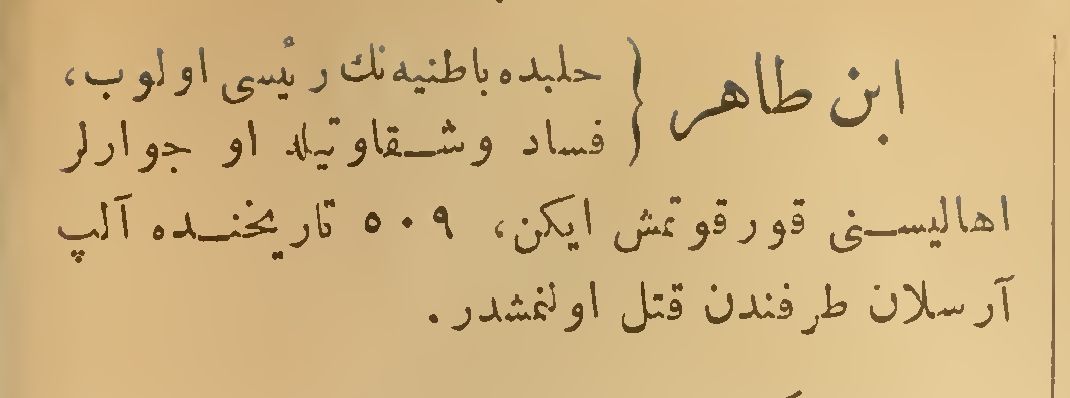 ابن طاهر } حلبده باطنیه‌نك رئیسی اولوب،
فساد وشقاوتیله او جوارلر
اهالیسنی قورقوتمش ایکن، ٥٠٩ تاریخنده آلپ
آرسلان طرفندن قتل اولنمشدر.